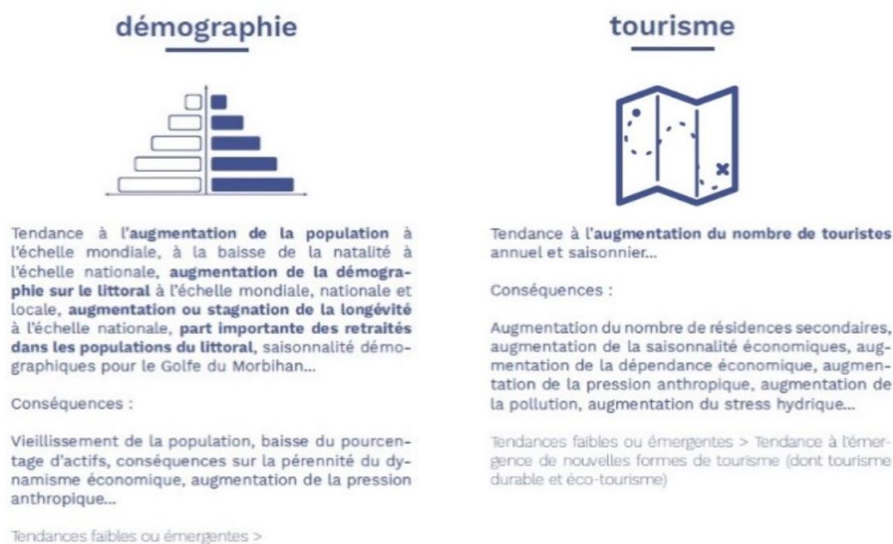 démographie
Tendance à l'augmentation de la population à
l'échelle mondiale, à la baisse de la natalité à
l'échelle nationale, augmentation de la démogra-
phie sur le littoral à l'échelle mondiale, nationale et
locale, augmentation ou stagnation de la longévité
à l'échelle nationale, part importante des retraités
dans les populations du littoral, saisonnalité démo-
graphiques pour le Golfe du Morbihan...
Conséquences :
Vieillissement de la population, baisse du pourcen-
tage d'actifs, conséquences sur la pérennité du dy-
namisme économique, augmentation de la pression
anthropique...
Tendances faibles ou émergentes >
tourisme
Tendance à l'augmentation du nombre de touristes
annuel et saisonnier...
Conséquences :
Augmentation du nombre de résidences secondaires,
augmentation de la saisonnalité économiques, aug-
mentation de la dépendance économique, augmen-
tation de la pression anthropique, augmentation de
la pollution, augmentation du stress hydrique...
Tendances faibles ou émergentes > Tendance à l'émer-
gence de nouvelles formes de tourisme (dont tourisme
durable et éco-tourisme)